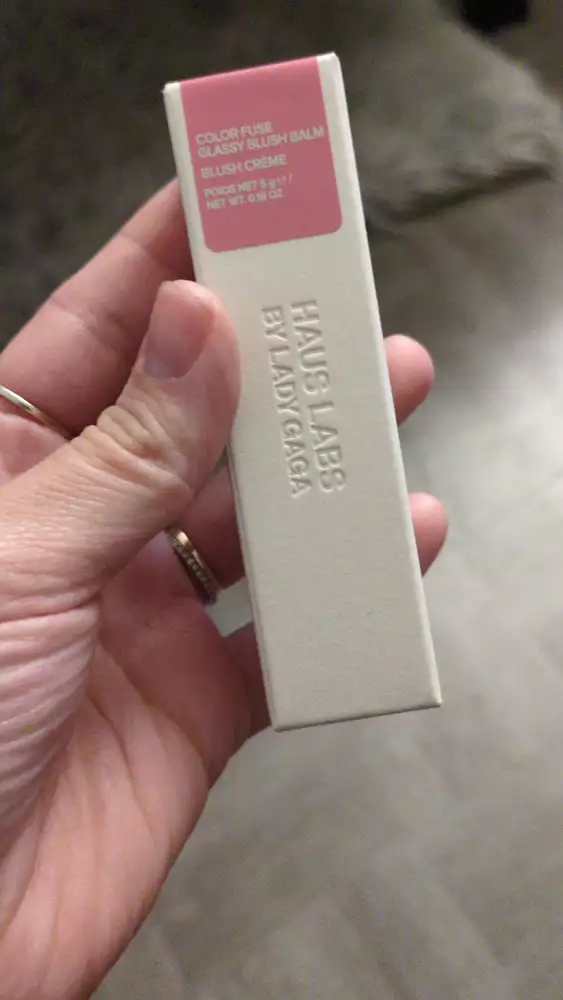 COLOR FUSE
GLASSY BLUSH BALM
BLUSH CRÈME
POIDS NET 5 g ℮ /
NET WT. 0.18 OZ
HAUS LABS
BY LADY GAGA